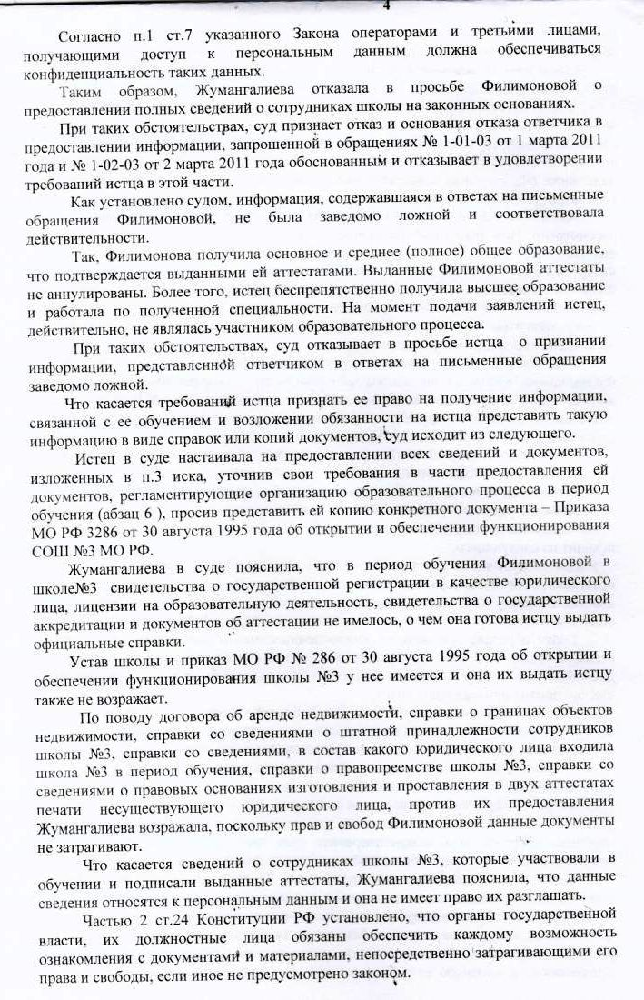 4
Согласно п.1 ст.7 указанного Закона операторами и третьими лицами,
получающими доступ к персональным данным должна обеспечиваться
конфиденциальность таких данных.
Таким образом, Жумангалиева отказала в просьбе Филимоновой о
предоставлении полных сведений о сотрудниках школы на законных основаниях.
При таких обстоятельствах, суд признает отказ и основания отказа ответчика в
предоставлении информации, запрошенной в обращениях № 1-01-03 от 1 марта 2011
года и № 1-02-03 от 2 марта 2011 года обоснованным и отказывает в удовлетворении
требований истца в этой части.
Как установлено судом, информация, содержавшаяся в ответах на письменные
обращения Филимоновой, не была заведомо ложной и соответствовала
действительности.
Так, Филимонова получила основное и среднее (полное) общее образование,
что подтверждается выданными ей аттестатами. Выданные Филимоновой аттестаты
не аннулированы. Более того, истец беспрепятственно получила высшее образование
и работала по полученной специальности. На момент подачи заявлений истец,
действительно, не являлась участником образовательного процесса.
При таких обстоятельствах, суд отказывает в просьбе истца о признании
информации, представленной ответчиком в ответах на письменные обращения
заведомо ложной.
Что касается требований истца признать ее право на получение информации,
связанной с ее обучением и возложении обязанности на истца представить такую
информацию в виде справок или копий документов, суд исходит из следующего.
Истец в суде настаивала на предоставлении всех сведений и документов,
изложенных в п.3 иска, уточнив свои требования в части предоставления ей
документов, регламентирующие организацию образовательного процесса в период
обучения (абзац 6 ), просив представить ей копию конкретного документа – Приказа
МО РФ 3286 от 30 августа 1995 года об открытии и обеспечении функционирования
СОШ №3 МО РФ.
Жумангалиева в суде пояснила, что в период обучения Филимоновой в
школе№3 свидетельства о государственной регистрации в качестве юридического
лица, лицензии на образовательную деятельность, свидетельства о государственной
аккредитации и документов об аттестации не имелось, о чем она готова истцу выдать
официальные справки.
Устав школы и приказ МО РФ № 286 от 30 августа 1995 года об открытии и
обеспечении функционирования школы №3 у нее имеется и она их выдать истцу
также не возражает.
По поводу договора об аренде недвижимости, справки о границах объектов
недвижимости, справки со сведениями о штатной принадлежности сотрудников
школы №3, справки со сведениями, в состав какого юридического лица входила
школа №3 в период обучения, справки о правопреемстве школы №3, справки со
сведениями о правовых основаниях изготовления и проставления в двух аттестатах
печати несуществующего юридического лица, против их предоставления
Жумангалиева возражала, поскольку прав и свобод Филимоновой данные документы
не затрагивают.
Что касается сведений о сотрудниках школы №3, которые участвовали в
обучении и подписали выданные аттестаты, Жумангалиева пояснила, что данные
сведения относятся к персональным данным и она не имеет право их разглашать.
Частью 2 ст.24 Конституции РФ установлено, что органы государственной
власти, их должностные лица обязаны обеспечить каждому возможность
ознакомления с документами и материалами, непосредственно затрагивающими его
права и свободы, если иное не предусмотрено законом.